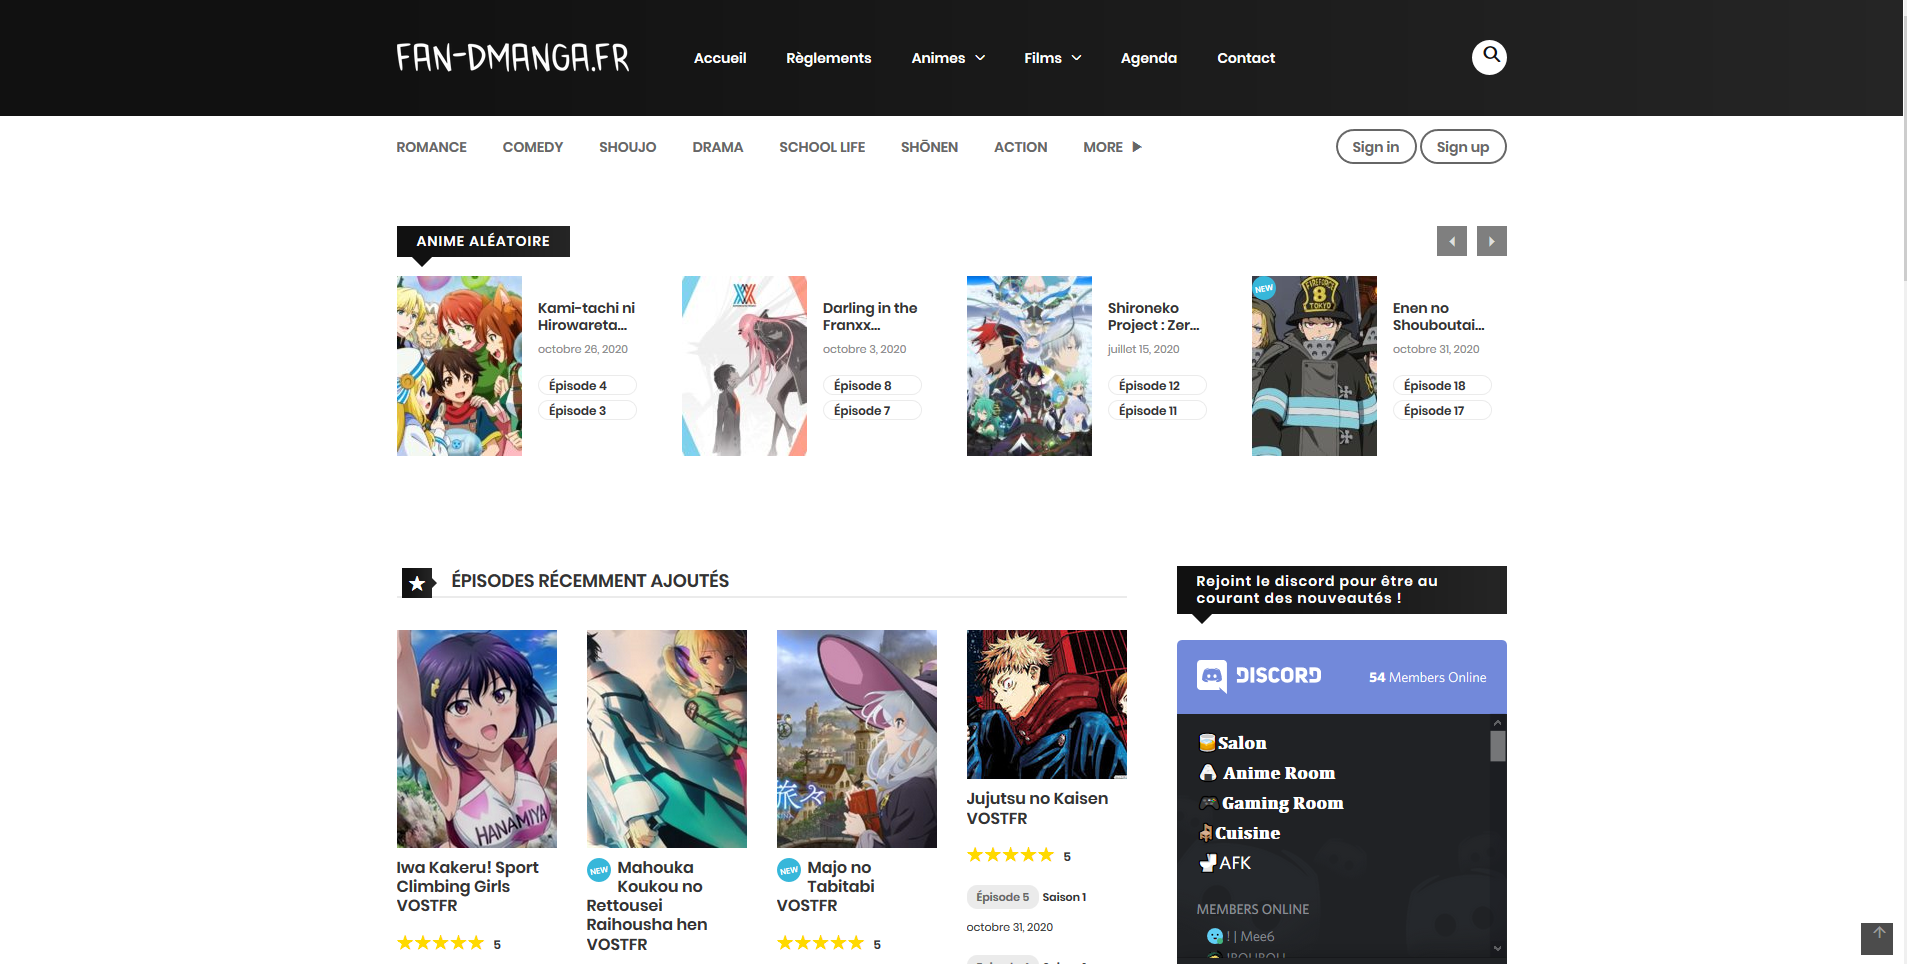 FAN-DMANGA.FR
Accueil
Règlements
Animes
Films
Agenda
Contact
ROMANCE
COMEDY
SHOUJO
DRAMA
SCHOOL LIFE
SHŌNEN
ACTION
MORE
Sign in
Sign up
ANIME ALÉATOIRE
Kami-tachi ni
Hirowareta...
octobre 26, 2020
Épisode 4
Épisode 3
Darling in the
Franxx...
octobre 3, 2020
Épisode 8
Épisode 7
Shironeko
Project : Zer...
juillet 15, 2020
Épisode 12
Épisode 11
NEW
FIREFORCE
8
TOKYO
Enen no
Shouboutai...
octobre 31, 2020
Épisode 18
Épisode 17
ÉPISODES RÉCEMMENT AJOUTÉS
HANAMIYA
Iwa Kakeru! Sport
Climbing Girls
VOSTFR
5
NEW
Mahouka
Koukou no
Rettousei
Raihousha hen
VOSTFR
旅々
NEW
Majo no
Tabitabi
VOSTFR
5
Jujutsu no Kaisen
VOSTFR
5
Épisode 5
Saison 1
octobre 31, 2020
Rejoint le discord pour être au
courant des nouveautés !
DISCORD
54 Members Online
Salon
Anime Room
Gaming Room
Cuisine
AFK
MEMBERS ONLINE
! | Mee6